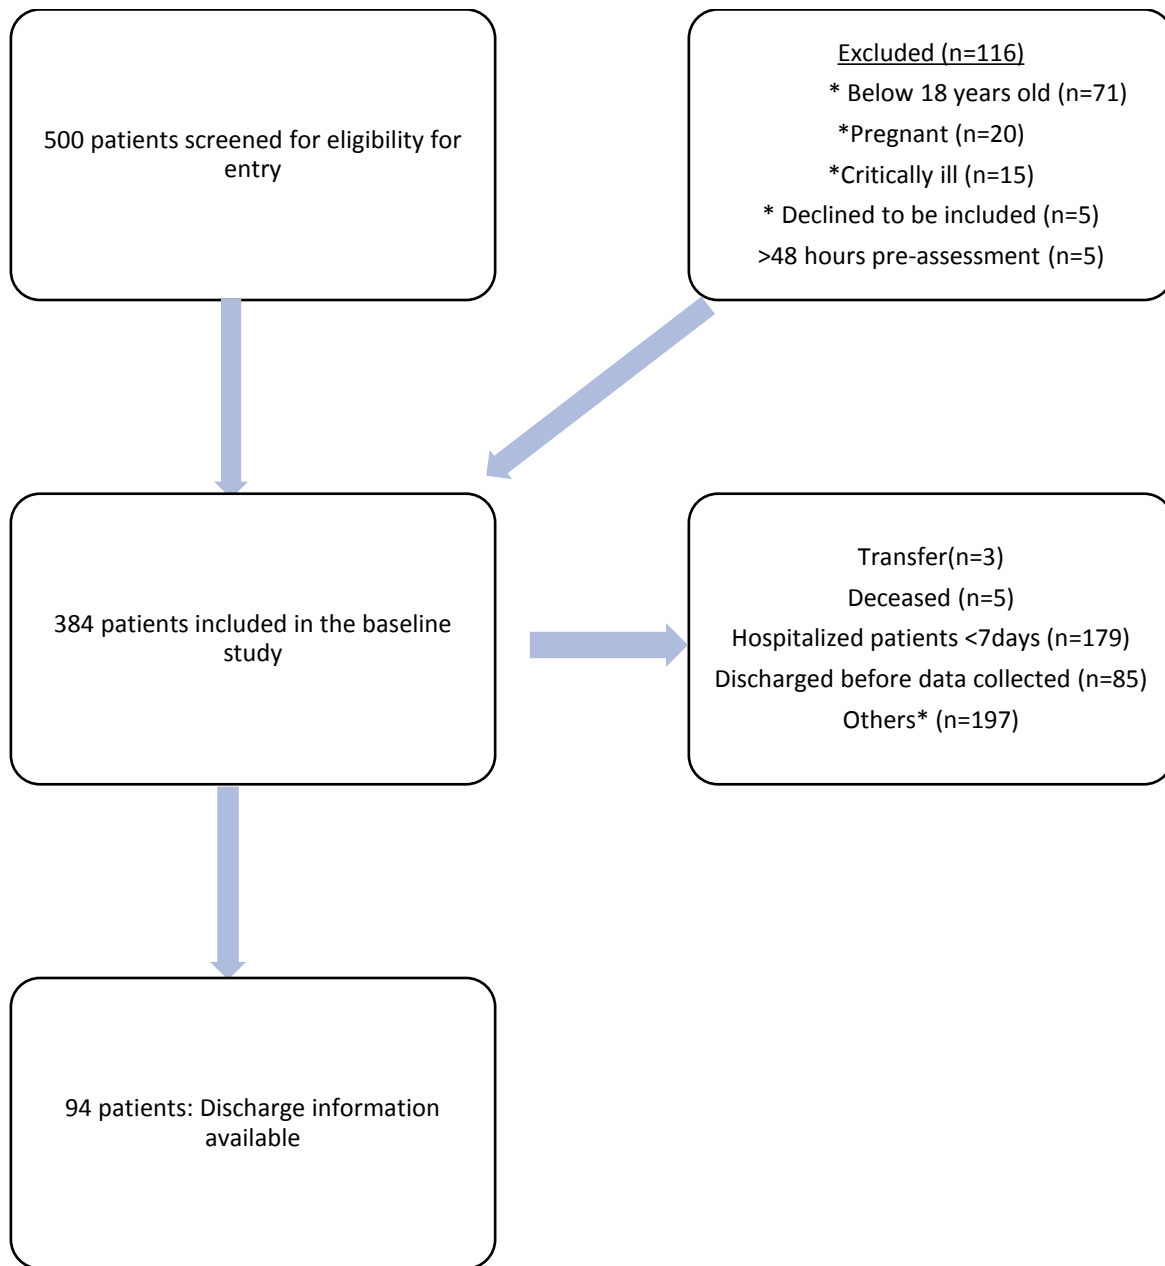 500 patients screened for eligibility for
entry
Excluded (n=116)
* Below 18 years old (n=71)
*Pregnant (n=20)
*Critically ill (n=15)
* Declined to be included (n=5)
>48 hours pre-assessment (n=5)
384 patients included in the baseline
study
Transfer(n=3)
Deceased (n=5)
Hospitalized patients <7days (n=179)
Discharged before data collected (n=85)
Others* (n=197)
94 patients: Discharge information
available